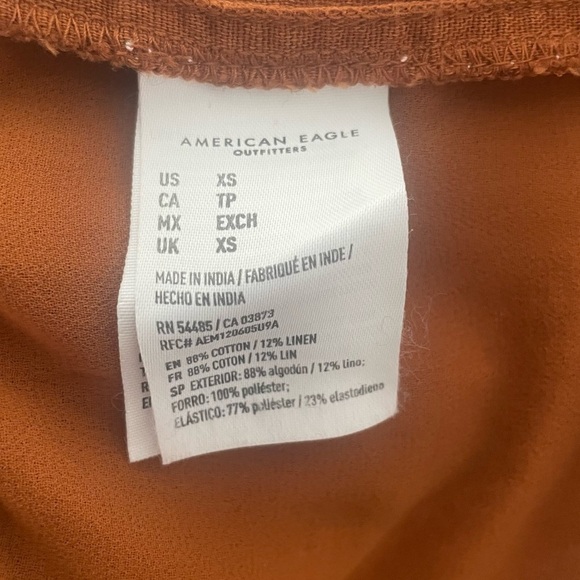 AMERICAN EAGLE
OUTFITTERS
US XS
CA TP
MX EXCH
UK XS
MADE IN INDIA / FABRIQUÉ EN INDE /
HECHO EN INDIA
RN 54485 / CA 03873
RFC# AEM120605U9A
EN 88% COTTON / 12% LINEN
FR 88% COTON / 12% LIN
SP EXTERIOR: 88% algodón / 12% lino;
FORRO: 100% poliéster;
ELÁSTICO: 77% poliéster / 23% elastodieno